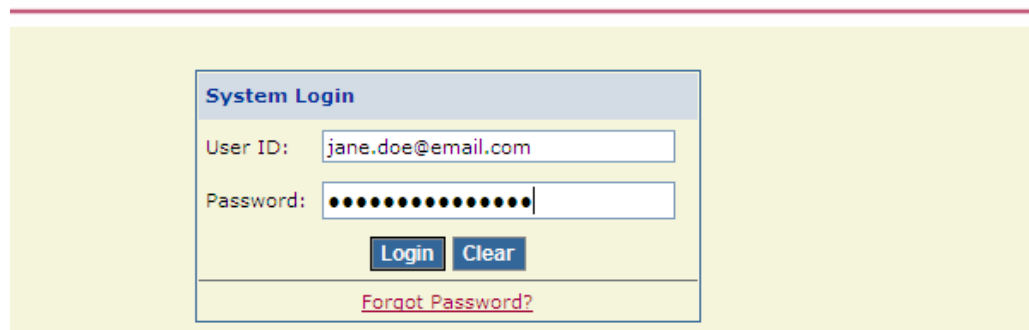 System Login
User ID: jane.doe@email.com
Password: ●●●●●●●●●●●●●●●
Login Clear
Forgot Password?